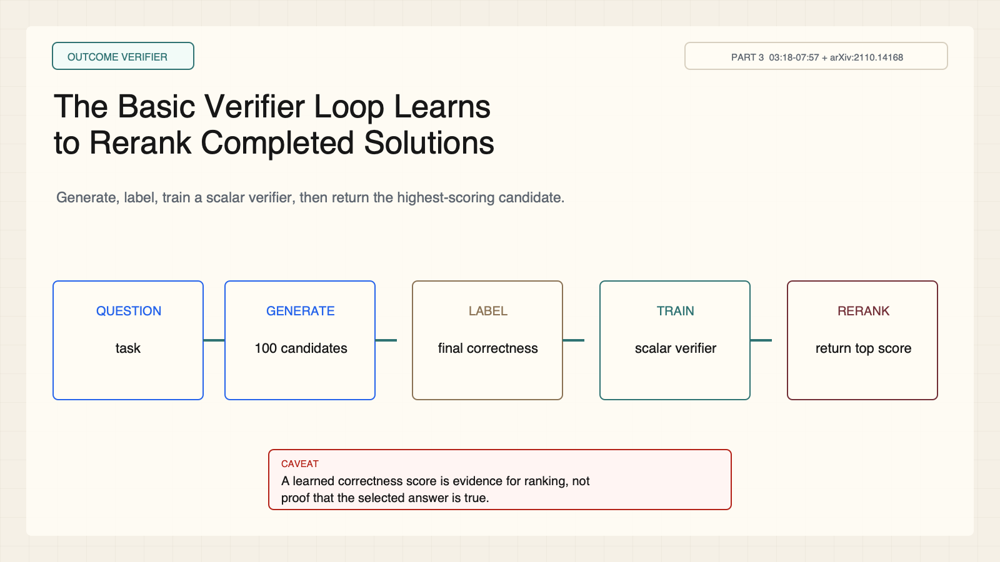 OUTCOME VERIFIER
PART 3 03:18-07:57 + arXiv:2110.14168
The Basic Verifier Loop Learns
to Rerank Completed Solutions
Generate, label, train a scalar verifier, then return the highest-scoring candidate.
QUESTION
task
GENERATE
100 candidates
LABEL
final correctness
TRAIN
scalar verifier
RERANK
return top score
CAVEAT
A learned correctness score is evidence for ranking, not
proof that the selected answer is true.